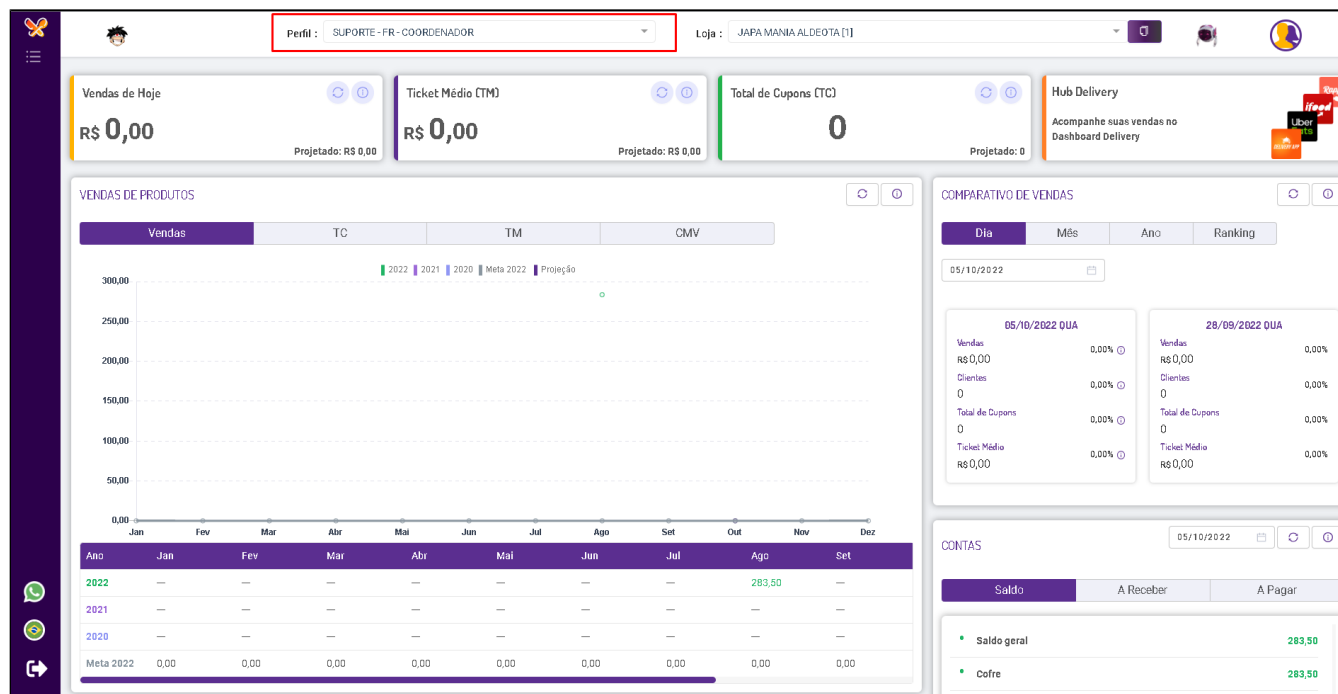 Perfil : SUPORTE - FR - COORDENADOR
Loja : JAPA MANIA ALDEOTA [1]
Vendas de Hoje
R$ 0,00
Projetado: R$ 0,00
Ticket Médio (TM)
R$ 0,00
Projetado: R$ 0,00
Total de Cupons (TC)
0
Projetado: 0
Hub Delivery
Acompanhe suas vendas no
Dashboard Delivery
ifood
Uber
Eats
DELIVERY APP
VENDAS DE PRODUTOS
Vendas TC TM CMV
2022 2021 2020 Meta 2022 Projeção
300,00
250,00
200,00
150,00
100,00
50,00
0,00
Jan Fev Mar Abr Mai Jun Jul Ago Set Out Nov Dez
Ano Jan Fev Mar Abr Mai Jun Jul Ago Set
2022 — — — — — — — 283,50 —
2021 — — — — — — — — —
2020 — — — — — — — — —
Meta 2022 0,00 0,00 0,00 0,00 0,00 0,00 0,00 0,00 0,00
COMPARATIVO DE VENDAS
Dia Mês Ano Ranking
05/10/2022
05/10/2022 QUA
Vendas
R$ 0,00 0,00%
Clientes
0 0,00%
Total de Cupons
0 0,00%
Ticket Médio
R$ 0,00 0,00%
28/09/2022 QUA
Vendas
R$ 0,00 0,00%
Clientes
0 0,00%
Total de Cupons
0 0,00%
Ticket Médio
R$ 0,00 0,00%
CONTAS
05/10/2022
Saldo A Receber A Pagar
Saldo geral 283,50
Cofre 283,50